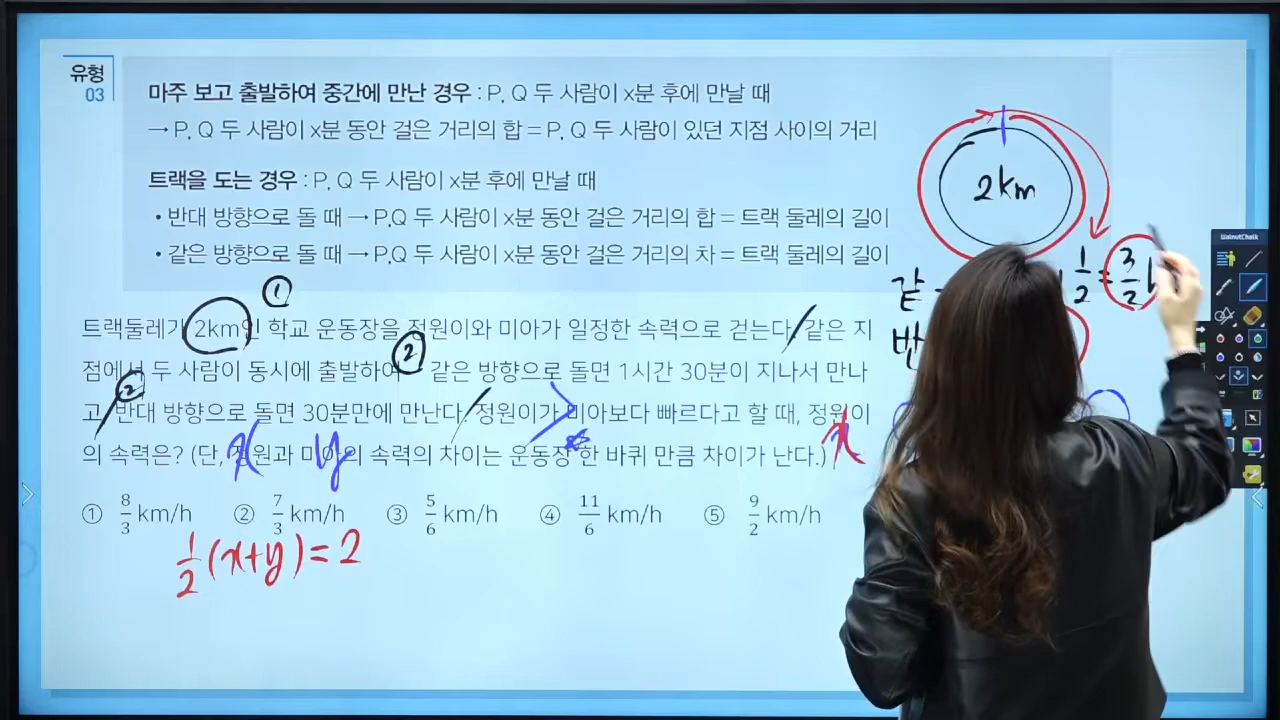 유형
03
마주 보고 출발하여 중간에 만난 경우 : P, Q 두 사람이 x분 후에 만날 때
→ P, Q 두 사람이 x분 동안 걸은 거리의 합 = P, Q 두 사람이 있던 지점 사이의 거리
트랙을 도는 경우 : P, Q 두 사람이 x분 후에 만날 때
• 반대 방향으로 돌 때 → P,Q 두 사람이 x분 동안 걸은 거리의 합 = 트랙 둘레의 길이
• 같은 방향으로 돌 때 → P,Q 두 사람이 x분 동안 걸은 거리의 차 = 트랙 둘레의 길이
2km
같
1/2 = 3/2
반
①
트랙둘레가 2km인 학교 운동장을 정원이와 미아가 일정한 속력으로 걷는다. 같은 지
②
점에서 두 사람이 동시에 출발하여 같은 방향으로 돌면 1시간 30분이 지나서 만나
②
고, 반대 방향으로 돌면 30분만에 만난다. 정원이가 미아보다 빠르다고 할 때, 정원이
의 속력은? (단, 정원과 미아의 속력의 차이는 운동장 한 바퀴 만큼 차이가 난다.) x
x y
① 8/3 km/h ② 7/3 km/h ③ 5/6 km/h ④ 11/6 km/h ⑤ 9/2 km/h
1/2 (x+y) = 2
WalnutChalk